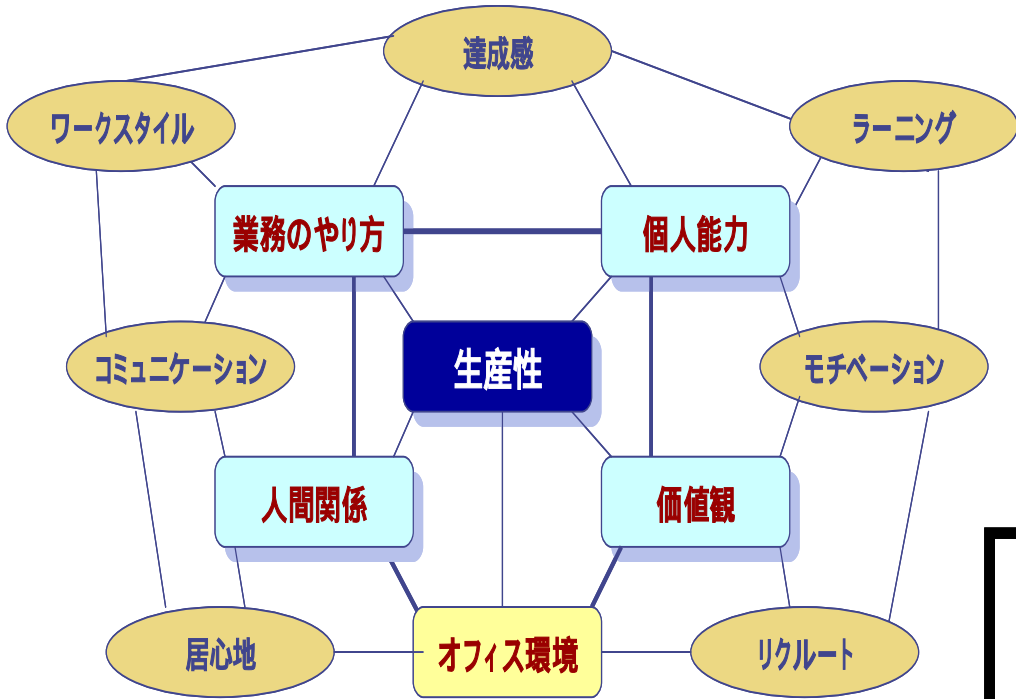 達成感
ワークスタイル
ラーニング
業務のやり方
個人能力
コミュニケーション
生産性
モチベーション
人間関係
価値観
居心地
オフィス環境
リクルート